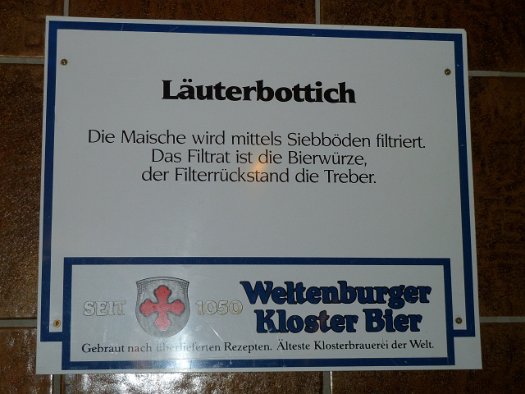 Läuterbottich
Die Maische wird mittels Siebböden filtriert.
Das Filtrat ist die Bierwürze,
der Filterrückstand die Treber.
SEIT 1050 Weltenburger
Kloster Bier
Gebraut nach überlieferten Rezepten. Älteste Klosterbrauerei der Welt.